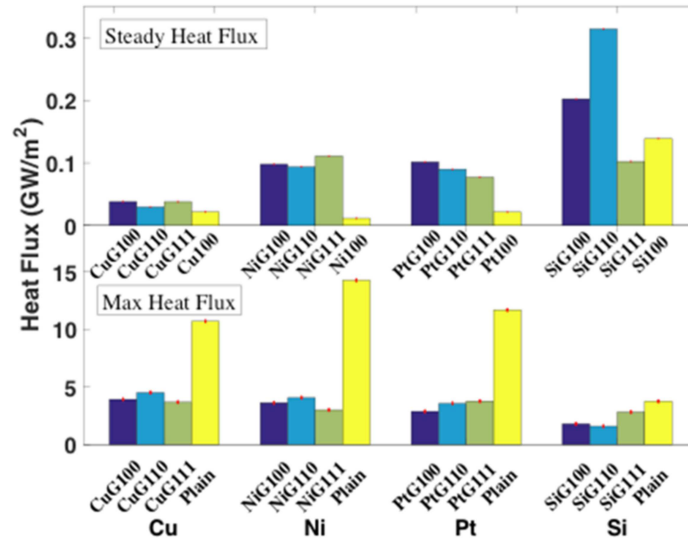 Steady Heat Flux
0.3
0.2
0.1
0
CuG100 CuG110 CuG111 Cu100 NiG100 NiG110 NiG111 Ni100 PtG100 PtG110 PtG111 Pt100 SiG100 SiG110 SiG111 Si100
Heat Flux (GW/m²)
Max Heat Flux
15
10
5
0
CuG100 CuG110 CuG111 Plain NiG100 NiG110 NiG111 Plain PtG100 PtG110 PtG111 Plain SiG100 SiG110 SiG111 Plain
Cu Ni Pt Si